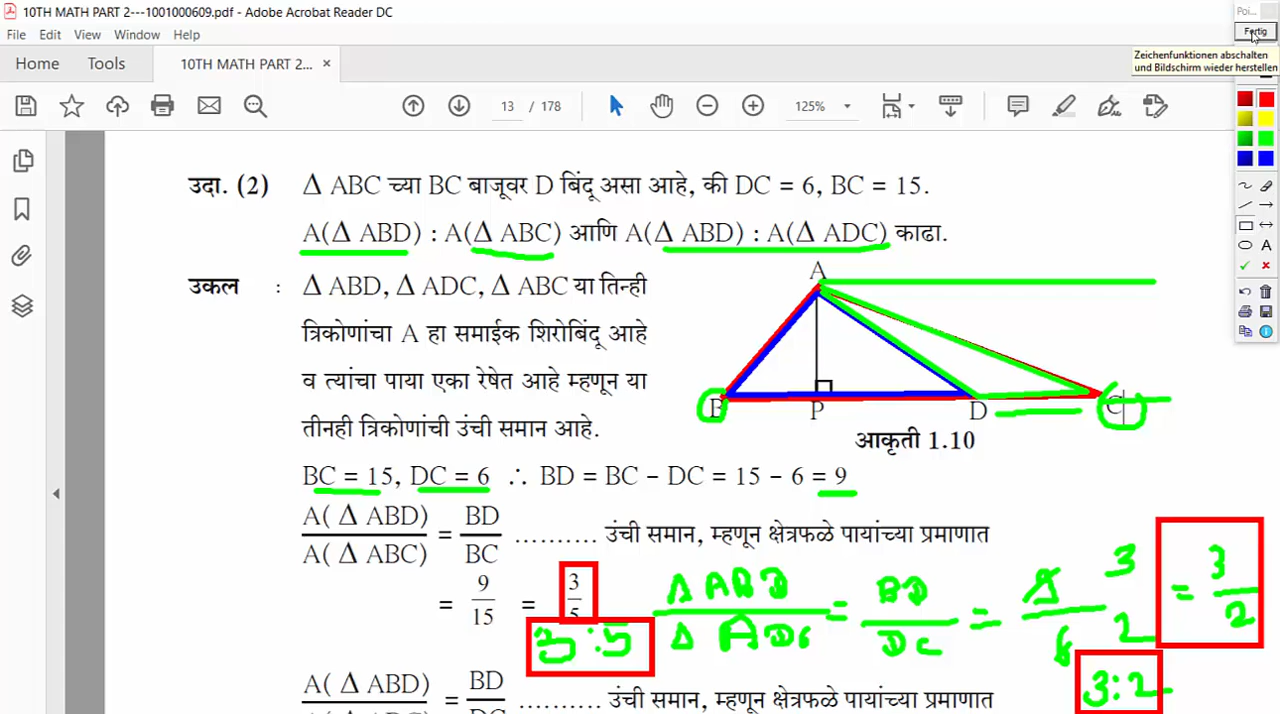 10TH MATH PART 2---1001000609.pdf - Adobe Acrobat Reader DC
Poi...
File Edit View Window Help
Fertig
Home Tools 10TH MATH PART 2... ×
Zeichenfunktionen abschalten
und Bildschirm wieder herstellen
13 / 178 125%
उदा. (2) Δ ABC च्या BC बाजूवर D बिंदू असा आहे, की DC = 6, BC = 15.
A(Δ ABD) : A(Δ ABC) आणि A(Δ ABD) : A(Δ ADC) काढा.
उकल : Δ ABD, Δ ADC, Δ ABC या तिन्ही
त्रिकोणांचा A हा समाईक शिरोबिंदू आहे
व त्यांचा पाया एका रेषेत आहे म्हणून या
तीनही त्रिकोणांची उंची समान आहे.
A
B P D C
आकृती 1.10
BC = 15, DC = 6 ∴ BD = BC – DC = 15 – 6 = 9
A( Δ ABD) / A( Δ ABC) = BD / BC .......... उंची समान, म्हणून क्षेत्रफळे पायांच्या प्रमाणात
= 9 / 15 = 3 / 5
3:5
Δ ABD / Δ ADC = BD / DC = 6 3 2 = 3 / 2
3:2
A( Δ ABD) = BD / DC .......... उंची समान, म्हणून क्षेत्रफळे पायांच्या प्रमाणात